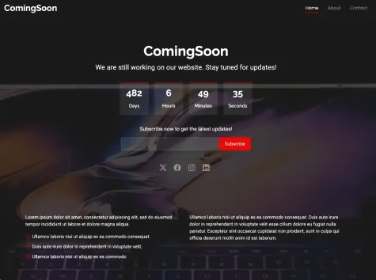 ComingSoon
Home About Contact
ComingSoon
We are still working on our website. Stay tuned for updates!
482 6 49 35
Days Hours Minutes Seconds
Subscribe now to get the latest updates!
Subscribe
Lorem ipsum dolor sit amet, consectetur adipiscing elit, sed do eiusmod
tempor incididunt ut labore et dolore magna aliqua.
Ullamco laboris nisi ut aliquip ex ea commodo consequat.
Duis aute irure dolor in reprehenderit in voluptate velit.
Ullamco laboris nisi ut aliquip ex ea commodo
Ullamco laboris nisi ut aliquip ex ea commodo consequat. Duis aute irure
dolor in reprehenderit in voluptate velit esse cillum dolore eu fugiat nulla
pariatur. Excepteur sint occaecat cupidatat non proident, sunt in culpa qui
officia deserunt mollit anim id est laborum.